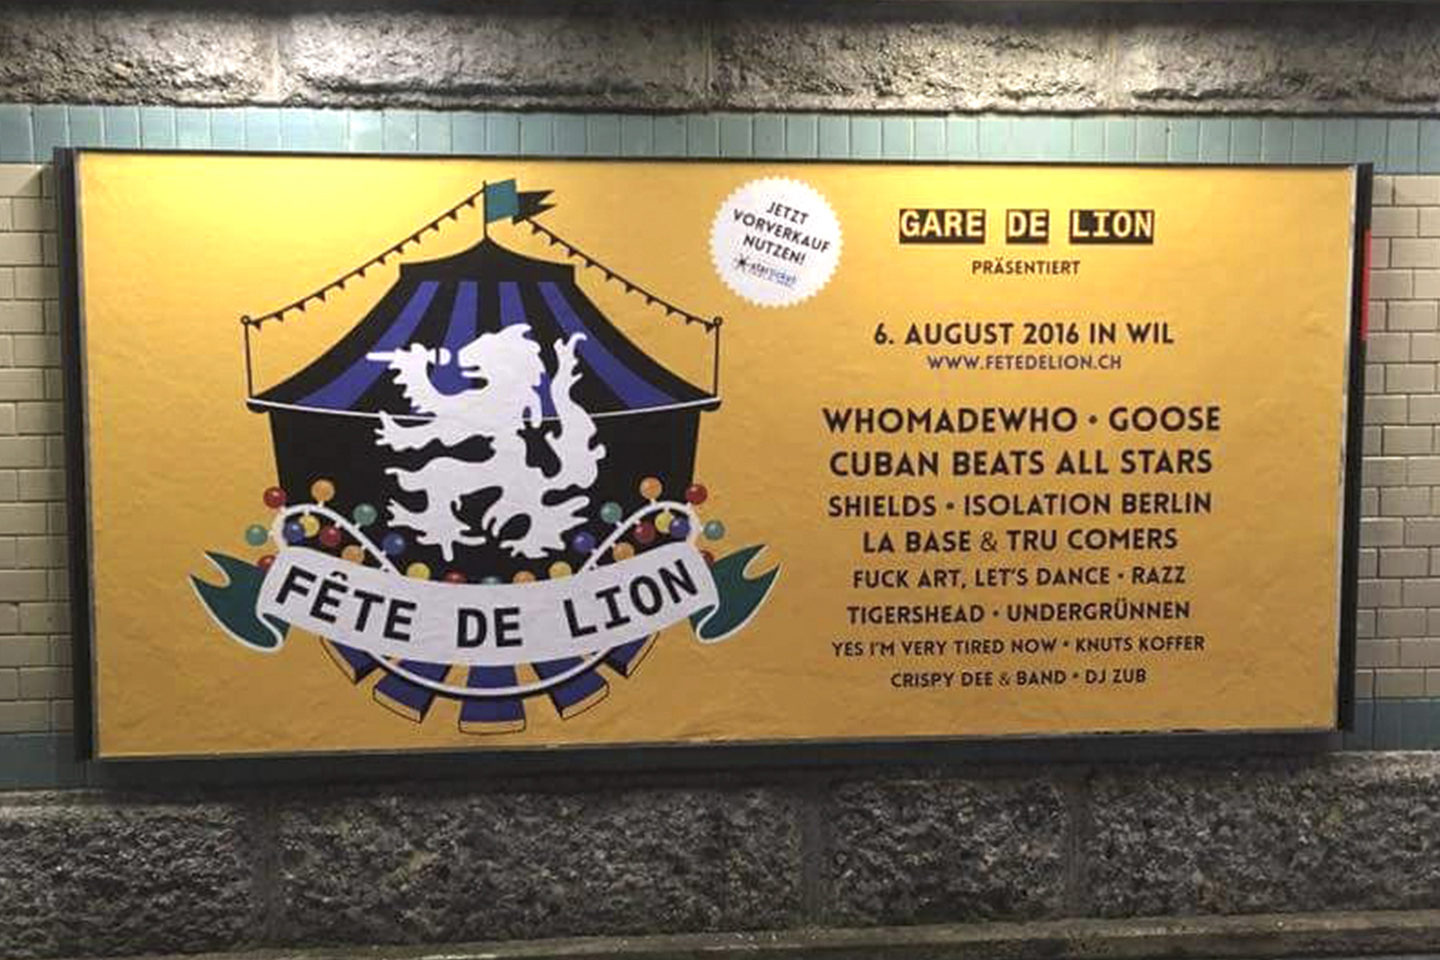 JETZT
VORVERKAUF
NUTZEN!
starticket
GARE DE LION
PRÄSENTIERT
6. AUGUST 2016 IN WIL
WWW.FETEDELION.CH
WHOMADEWHO • GOOSE
CUBAN BEATS ALL STARS
SHIELDS • ISOLATION BERLIN
LA BASE & TRU COMERS
FUCK ART, LET'S DANCE • RAZZ
TIGERSHEAD • UNDERGRÜNNEN
YES I'M VERY TIRED NOW • KNUTS KOFFER
CRISPY DEE & BAND • DJ ZUB
FÊTE DE LION